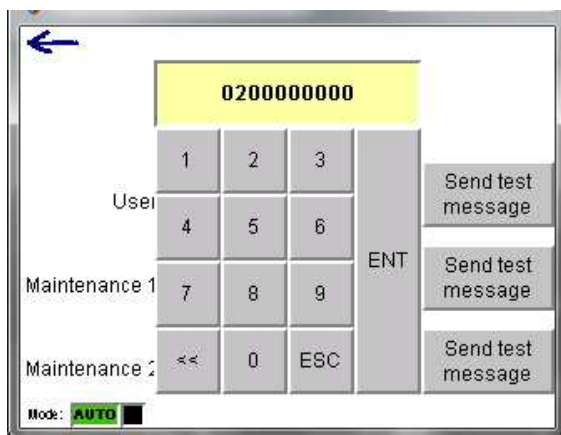 0200000000
1 2 3
Send test
message
User
4 5 6
ENT
Send test
message
Maintenance 1
7 8 9
Send test
message
Maintenance 2
<< 0 ESC
Mode: AUTO